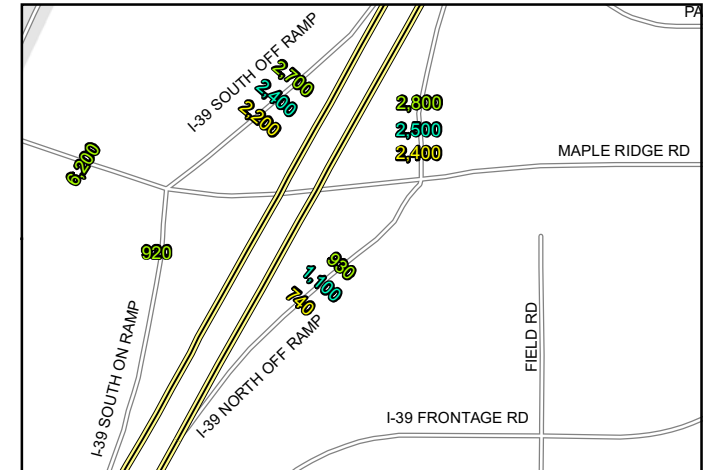 PA
I-39 SOUTH OFF RAMP
2,700
2,400
2,200
2,800
2,500
2,400
MAPLE RIDGE RD
6,200
920
930
1,100
740
I-39 SOUTH ON RAMP
I-39 NORTH OFF RAMP
FIELD RD
I-39 FRONTAGE RD